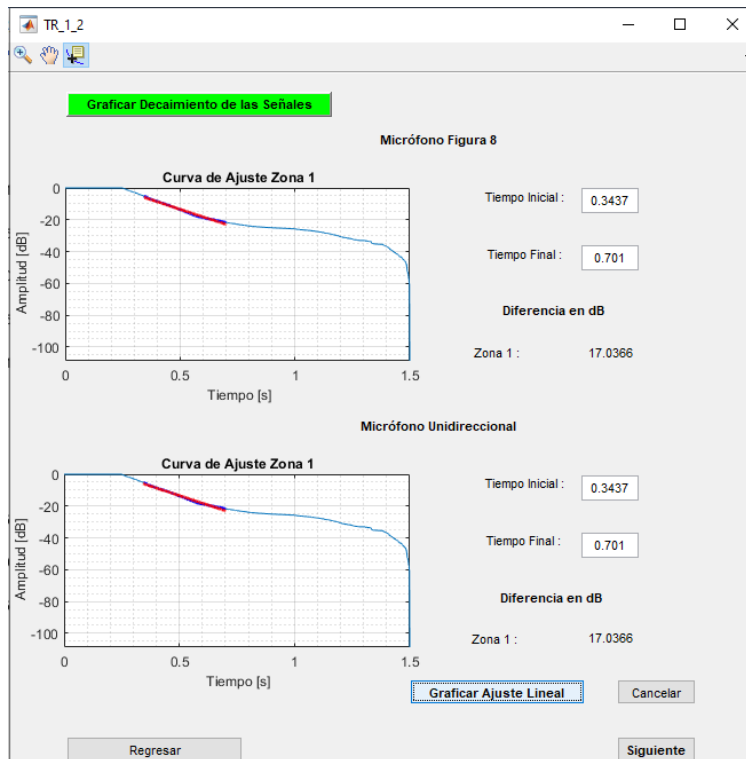 TR_1_2
Graficar Decaimiento de las Señales
Micrófono Figura 8
Curva de Ajuste Zona 1
0
-20
-40
-60
-80
-100
Amplitud [dB]
0 0.5 1 1.5
Tiempo [s]
Tiempo Inicial : 0.3437
Tiempo Final : 0.701
Diferencia en dB
Zona 1 : 17.0366
Micrófono Unidireccional
Curva de Ajuste Zona 1
0
-20
-40
-60
-80
-100
Amplitud [dB]
0 0.5 1 1.5
Tiempo [s]
Tiempo Inicial : 0.3437
Tiempo Final : 0.701
Diferencia en dB
Zona 1 : 17.0366
Graficar Ajuste Lineal Cancelar
Regresar Siguiente